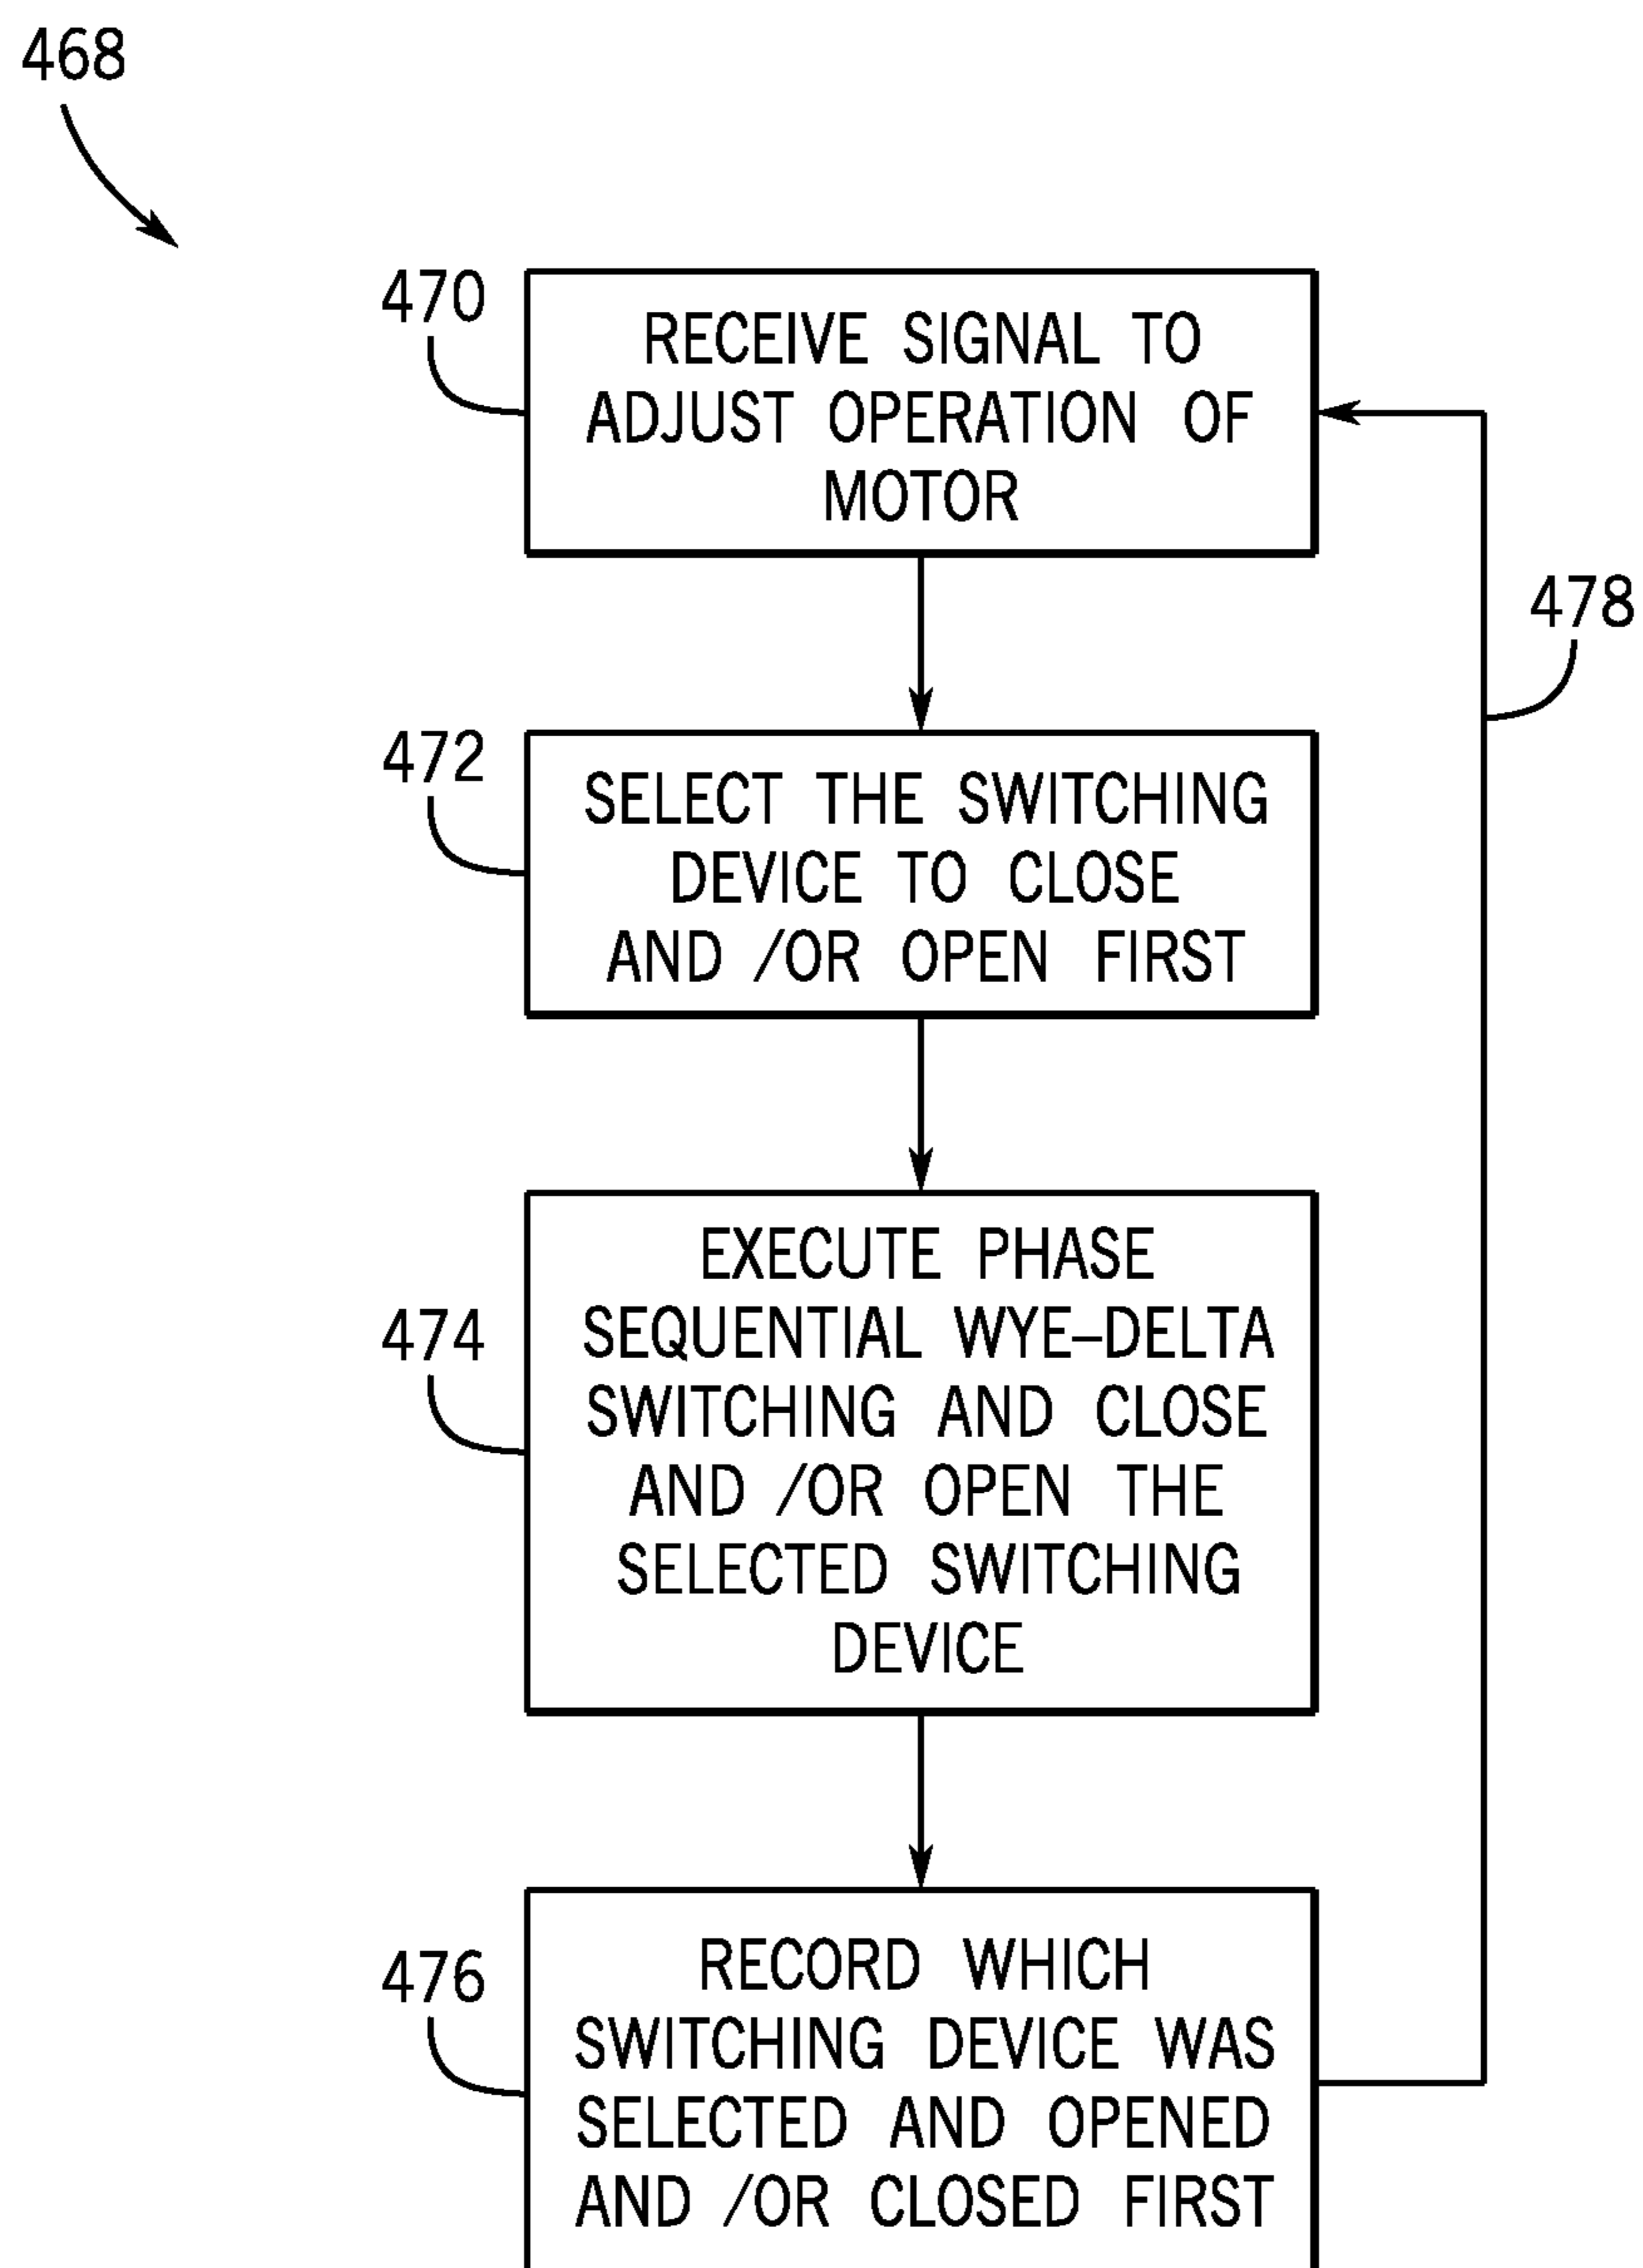 468
470
RECEIVE SIGNAL TO
ADJUST OPERATION OF
MOTOR
478
472
SELECT THE SWITCHING
DEVICE TO CLOSE
AND /OR OPEN FIRST
474
EXECUTE PHASE
SEQUENTIAL WYE–DELTA
SWITCHING AND CLOSE
AND /OR OPEN THE
SELECTED SWITCHING
DEVICE
476
RECORD WHICH
SWITCHING DEVICE WAS
SELECTED AND OPENED
AND /OR CLOSED FIRST